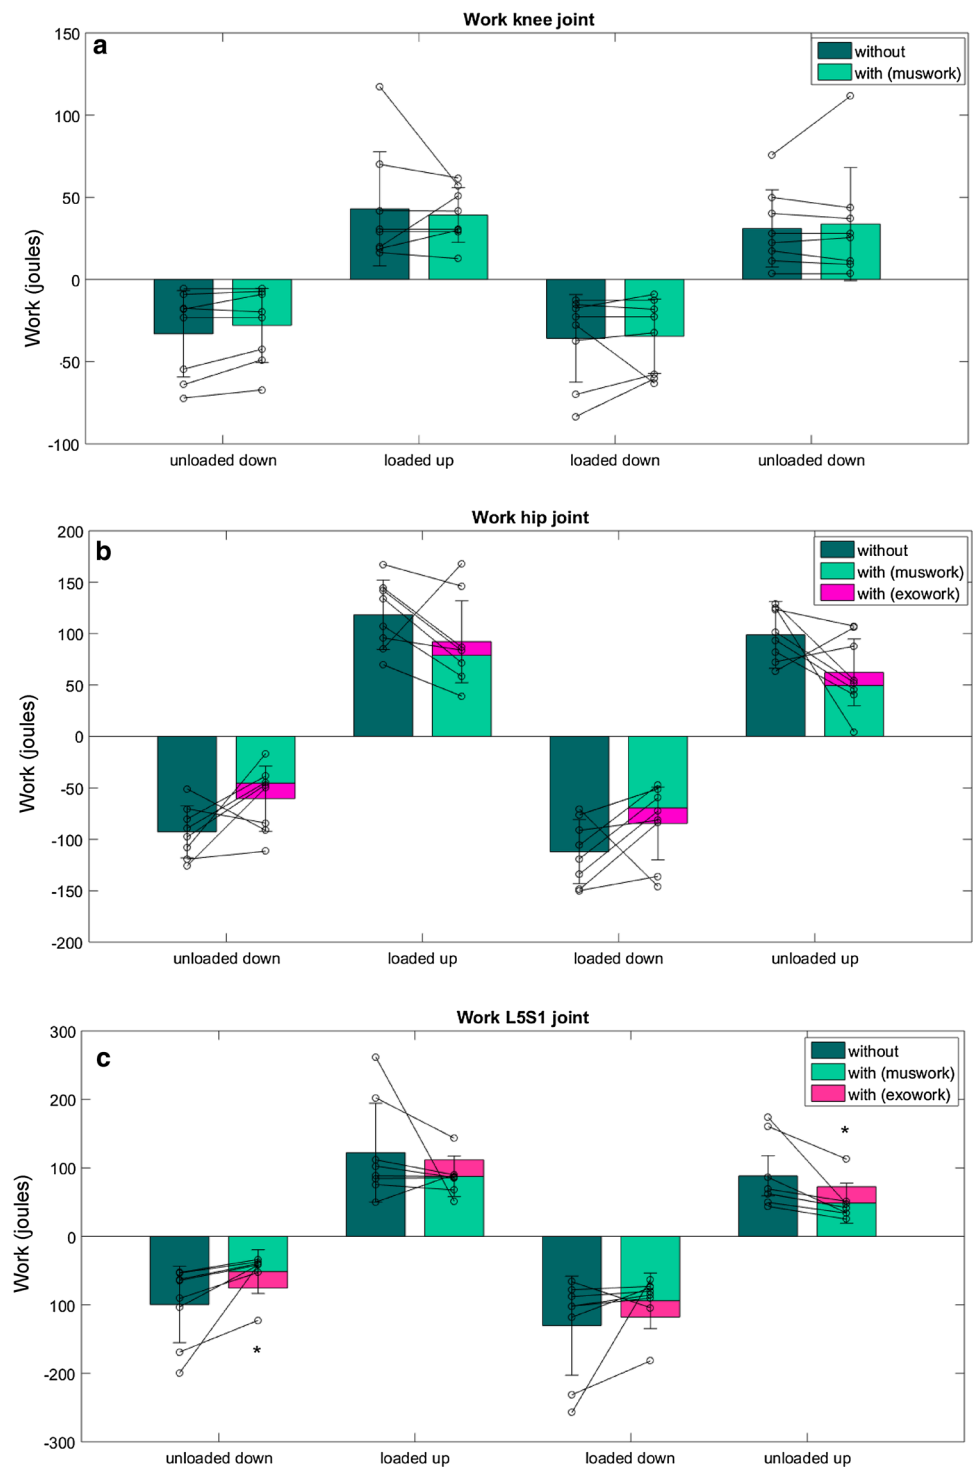 Work knee joint
a
without
with (muswork)
150
100
50
0
-50
-100
Work (joules)
unloaded down
loaded up
loaded down
unloaded down
Work hip joint
b
without
with (muswork)
with (exowork)
200
150
100
50
0
-50
-100
-150
-200
Work (joules)
unloaded down
loaded up
loaded down
unloaded up
Work L5S1 joint
c
without
with (muswork)
with (exowork)
300
200
100
0
100
-200
-300
Work (joules)
*
*
unloaded down
loaded up
loaded down
unloaded up